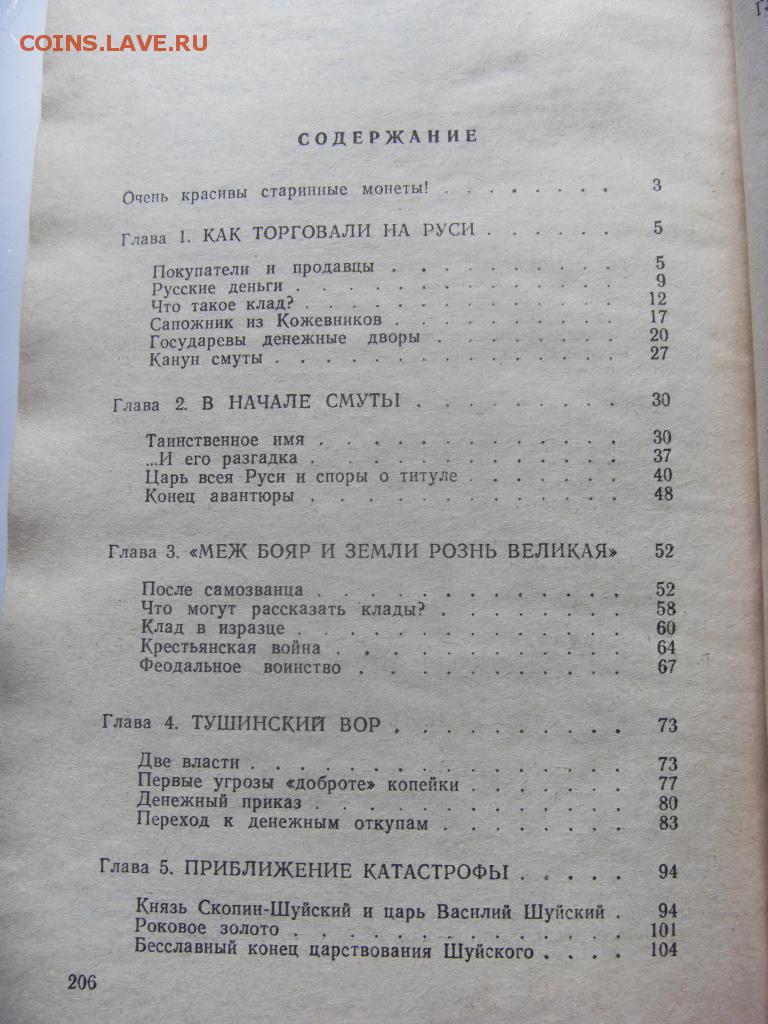 COINS.LAVE.RU
СОДЕРЖАНИЕ
Очень красивы старинные монеты! . . . . . . . . 3
Глава 1. КАК ТОРГОВАЛИ НА РУСИ . . . . . . 5
Покупатели и продавцы . . . . . . . . . . 5
Русские деньги . . . . . . . . . . . . . 9
Что такое клад? . . . . . . . . . . . . . 12
Сапожник из Кожевников . . . . . . . . . 17
Государевы денежные дворы . . . . . . . . 20
Канун смуты . . . . . . . . . . . . . . 27
Глава 2. В НАЧАЛЕ СМУТЫ . . . . . . . . 30
Таинственное имя . . . . . . . . . . . . 30
...И его разгадка . . . . . . . . . . . . 37
Царь всея Руси и споры о титуле . . . . . . 40
Конец авантюры . . . . . . . . . . . . 48
Глава 3. «МЕЖ БОЯР И ЗЕМЛИ РОЗНЬ ВЕЛИКАЯ» 52
После самозванца . . . . . . . . . . . . 52
Что могут рассказать клады? . . . . . . . 58
Клад в изразце . . . . . . . . . . . . . 60
Крестьянская война . . . . . . . . . . . 64
Феодальное воинство . . . . . . . . . . 67
Глава 4. ТУШИНСКИЙ ВОР . . . . . . . . . 73
Две власти . . . . . . . . . . . . . . . 73
Первые угрозы «доброте» копейки . . . . . . 77
Денежный приказ . . . . . . . . . . . . 80
Переход к денежным откупам . . . . . . . 83
Глава 5. ПРИБЛИЖЕНИЕ КАТАСТРОФЫ . . . . . 94
Князь Скопин-Шуйский и царь Василий Шуйский . 94
Роковое золото . . . . . . . . . . . . . 101
Бесславный конец царствования Шуйского . . . . 104
206